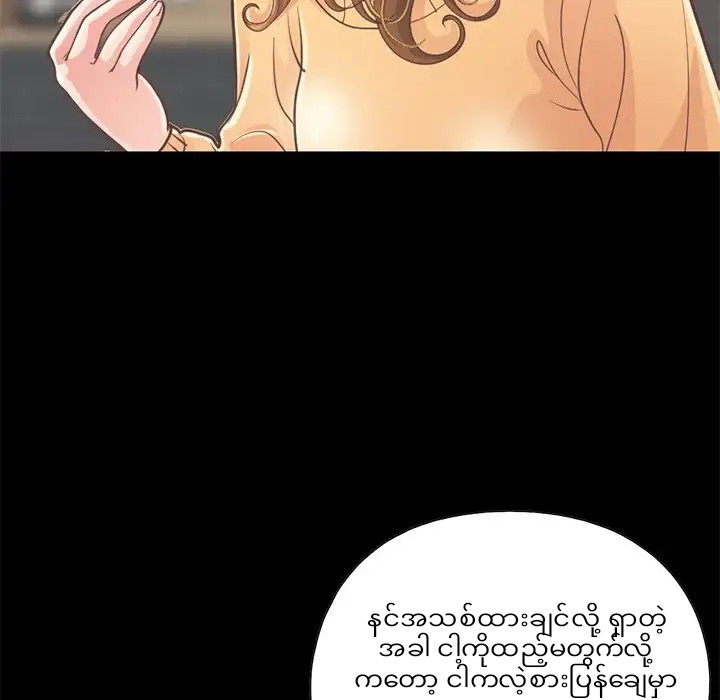 နင်အသစ်ထားချင်လို့ ရှာတဲ့
အခါ ငါ့ကိုထည့်မတွက်လို့
ကတော့ ငါကလဲ့စားပြန်ချေမှာ